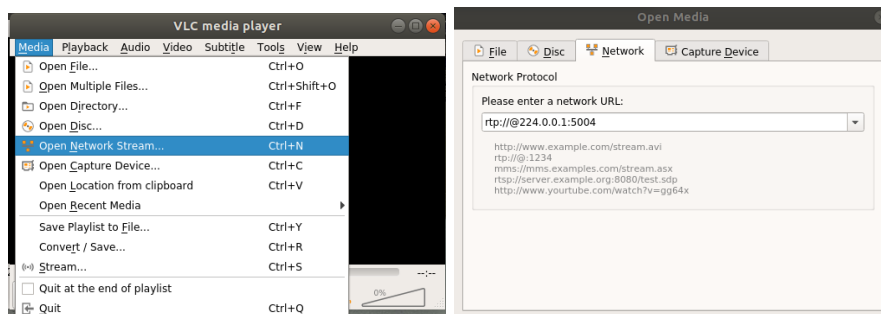 VLC media player
Media Playback Audio Video Subtitle Tools View Help
Open File... Ctrl+O
Open Multiple Files... Ctrl+Shift+O
Open Directory... Ctrl+F
Open Disc... Ctrl+D
Open Network Stream... Ctrl+N
Open Capture Device... Ctrl+C
Open Location from clipboard Ctrl+V
Open Recent Media
Save Playlist to File... Ctrl+Y
Convert / Save... Ctrl+R
Stream... Ctrl+S
Quit at the end of playlist
Quit Ctrl+Q
--:--
0%
Open Media
File Disc Network Capture Device
Network Protocol
Please enter a network URL:
rtp://@224.0.0.1:5004
http://www.example.com/stream.avi
rtp://@:1234
mms://mms.examples.com/stream.asx
rtsp://server.example.org:8080/test.sdp
http://www.yourtube.com/watch?v=gg64x